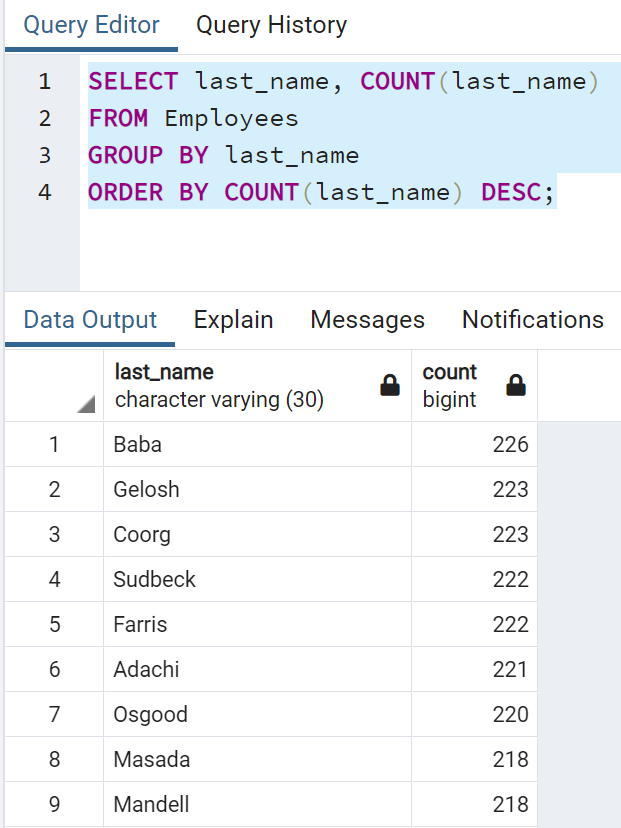 Query Editor Query History
1 SELECT last_name, COUNT(last_name)
2 FROM Employees
3 GROUP BY last_name
4 ORDER BY COUNT(last_name) DESC;
Data Output Explain Messages Notifications
last_name count
character varying (30) bigint
1 Baba 226
2 Gelosh 223
3 Coorg 223
4 Sudbeck 222
5 Farris 222
6 Adachi 221
7 Osgood 220
8 Masada 218
9 Mandell 218